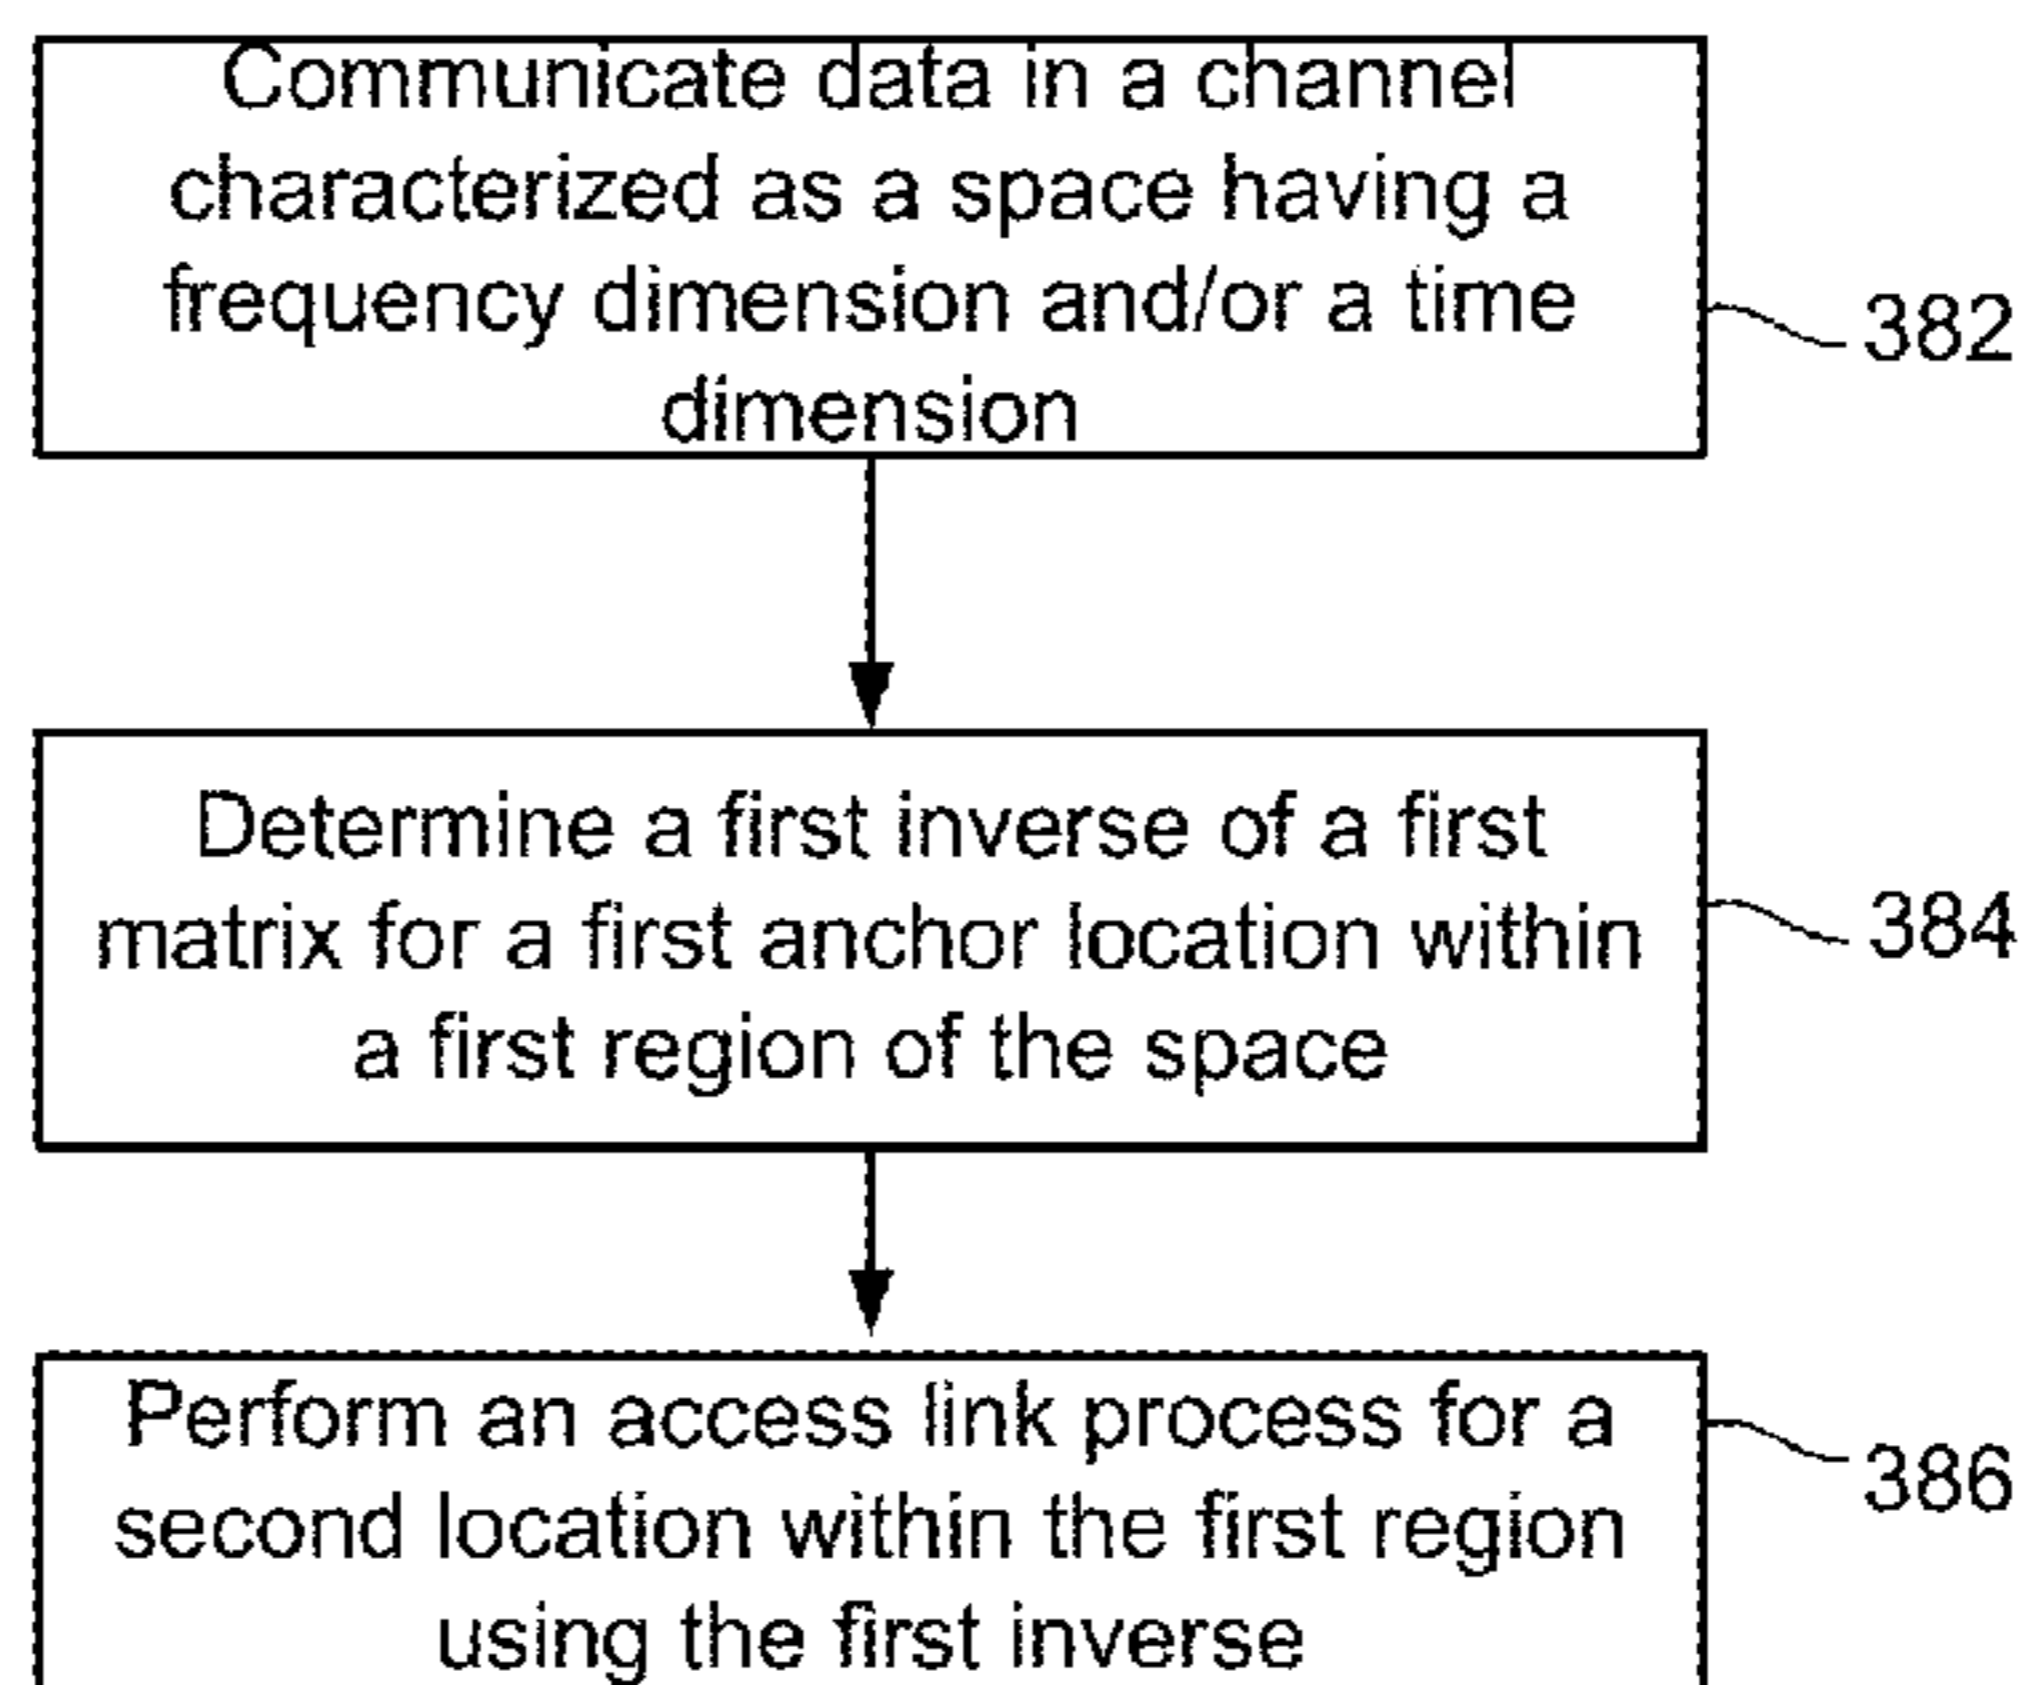 Communicate data in a channel
characterized as a space having a
frequency dimension and/or a time
dimension
382
Determine a first inverse of a first
matrix for a first anchor location within
a first region of the space
384
Perform an access link process for a
second location within the first region
using the first inverse
386